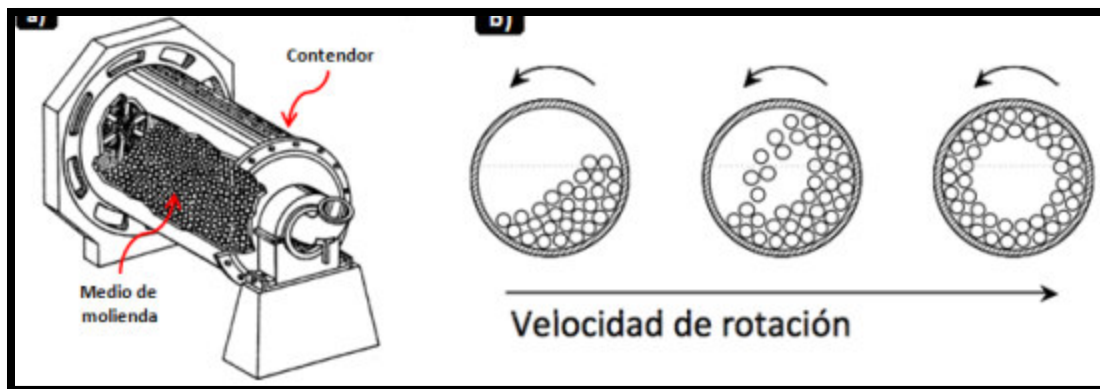 a)
b)
Contendor
Medio de
molienda
Velocidad de rotación